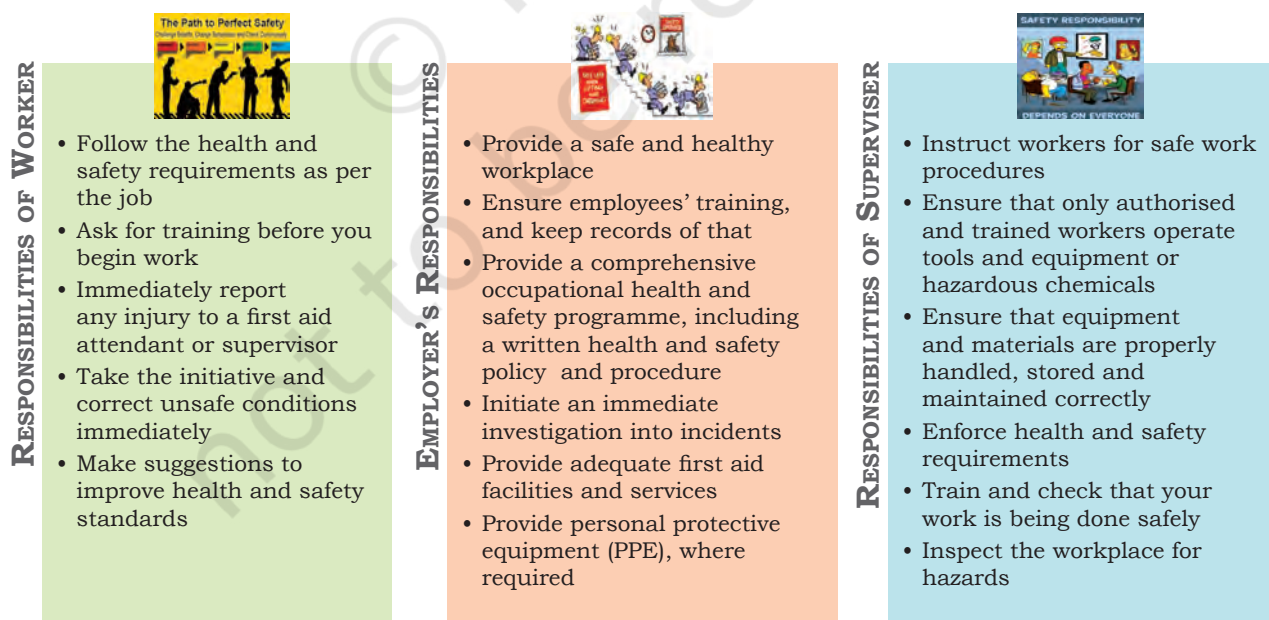 The Path to Perfect Safety
RESPONSIBILITIES OF WORKER
• Follow the health and
safety requirements as per
the job
• Ask for training before you
begin work
• Immediately report
any injury to a first aid
attendant or supervisor
• Take the initiative and
correct unsafe conditions
immediately
• Make suggestions to
improve health and safety
standards
EMPLOYER'S RESPONSIBILITIES
• Provide a safe and healthy
workplace
• Ensure employees' training,
and keep records of that
• Provide a comprehensive
occupational health and
safety programme, including
a written health and safety
policy and procedure
• Initiate an immediate
investigation into incidents
• Provide adequate first aid
facilities and services
• Provide personal protective
equipment (PPE), where
required
SAFETY RESPONSIBILITY
DEPENDS ON EVERYONE
RESPONSIBILITIES OF SUPERVISER
• Instruct workers for safe work
procedures
• Ensure that only authorised
and trained workers operate
tools and equipment or
hazardous chemicals
• Ensure that equipment
and materials are properly
handled, stored and
maintained correctly
• Enforce health and safety
requirements
• Train and check that your
work is being done safely
• Inspect the workplace for
hazards
©
not to be